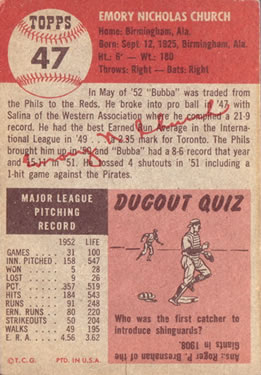 TOPPS
47
EMORY NICHOLAS CHURCH
Home: Birmingham, Ala.
Born: Sept 12, 1925, Birmingham, Ala.
Ht.: 6' - Wt.: 180
Throws: Right — Bats: Right
In May of '52 "Bubba" was traded
from the Phils to the Reds. He broke into pro ball in '43 with
Salina of the Western Association where he compiled a 21-9
record. He had the best Earned Run average in the International
League in '49 . . . 2.35 mark for Toronto. The Phils
brought him up in '50 and "Bubba" had a 8-6 record that year
and 15-11 in '51. He tossed 4 shutouts in '51 including a
1-hit game against the Pirates.
MAJOR LEAGUE
PITCHING
RECORD
1952 LIFE
GAMES 31 100
INN. PITCHED 158 547
WON 5 28
LOST 9 26
PCT. .357 .519
HITS 184 543
RUNS 91 248
ERN. RUNS 80 220
STRIKEOUTS 50 204
WALKS 49 195
E. R. A. 4.56 3.62
DUGOUT QUIZ
Who was the first catcher to
introduce shinguards?
Ans: Roger P. Bresnahan of the
Giants in 1908.
© T. C. G. PTD. IN U.S.A.